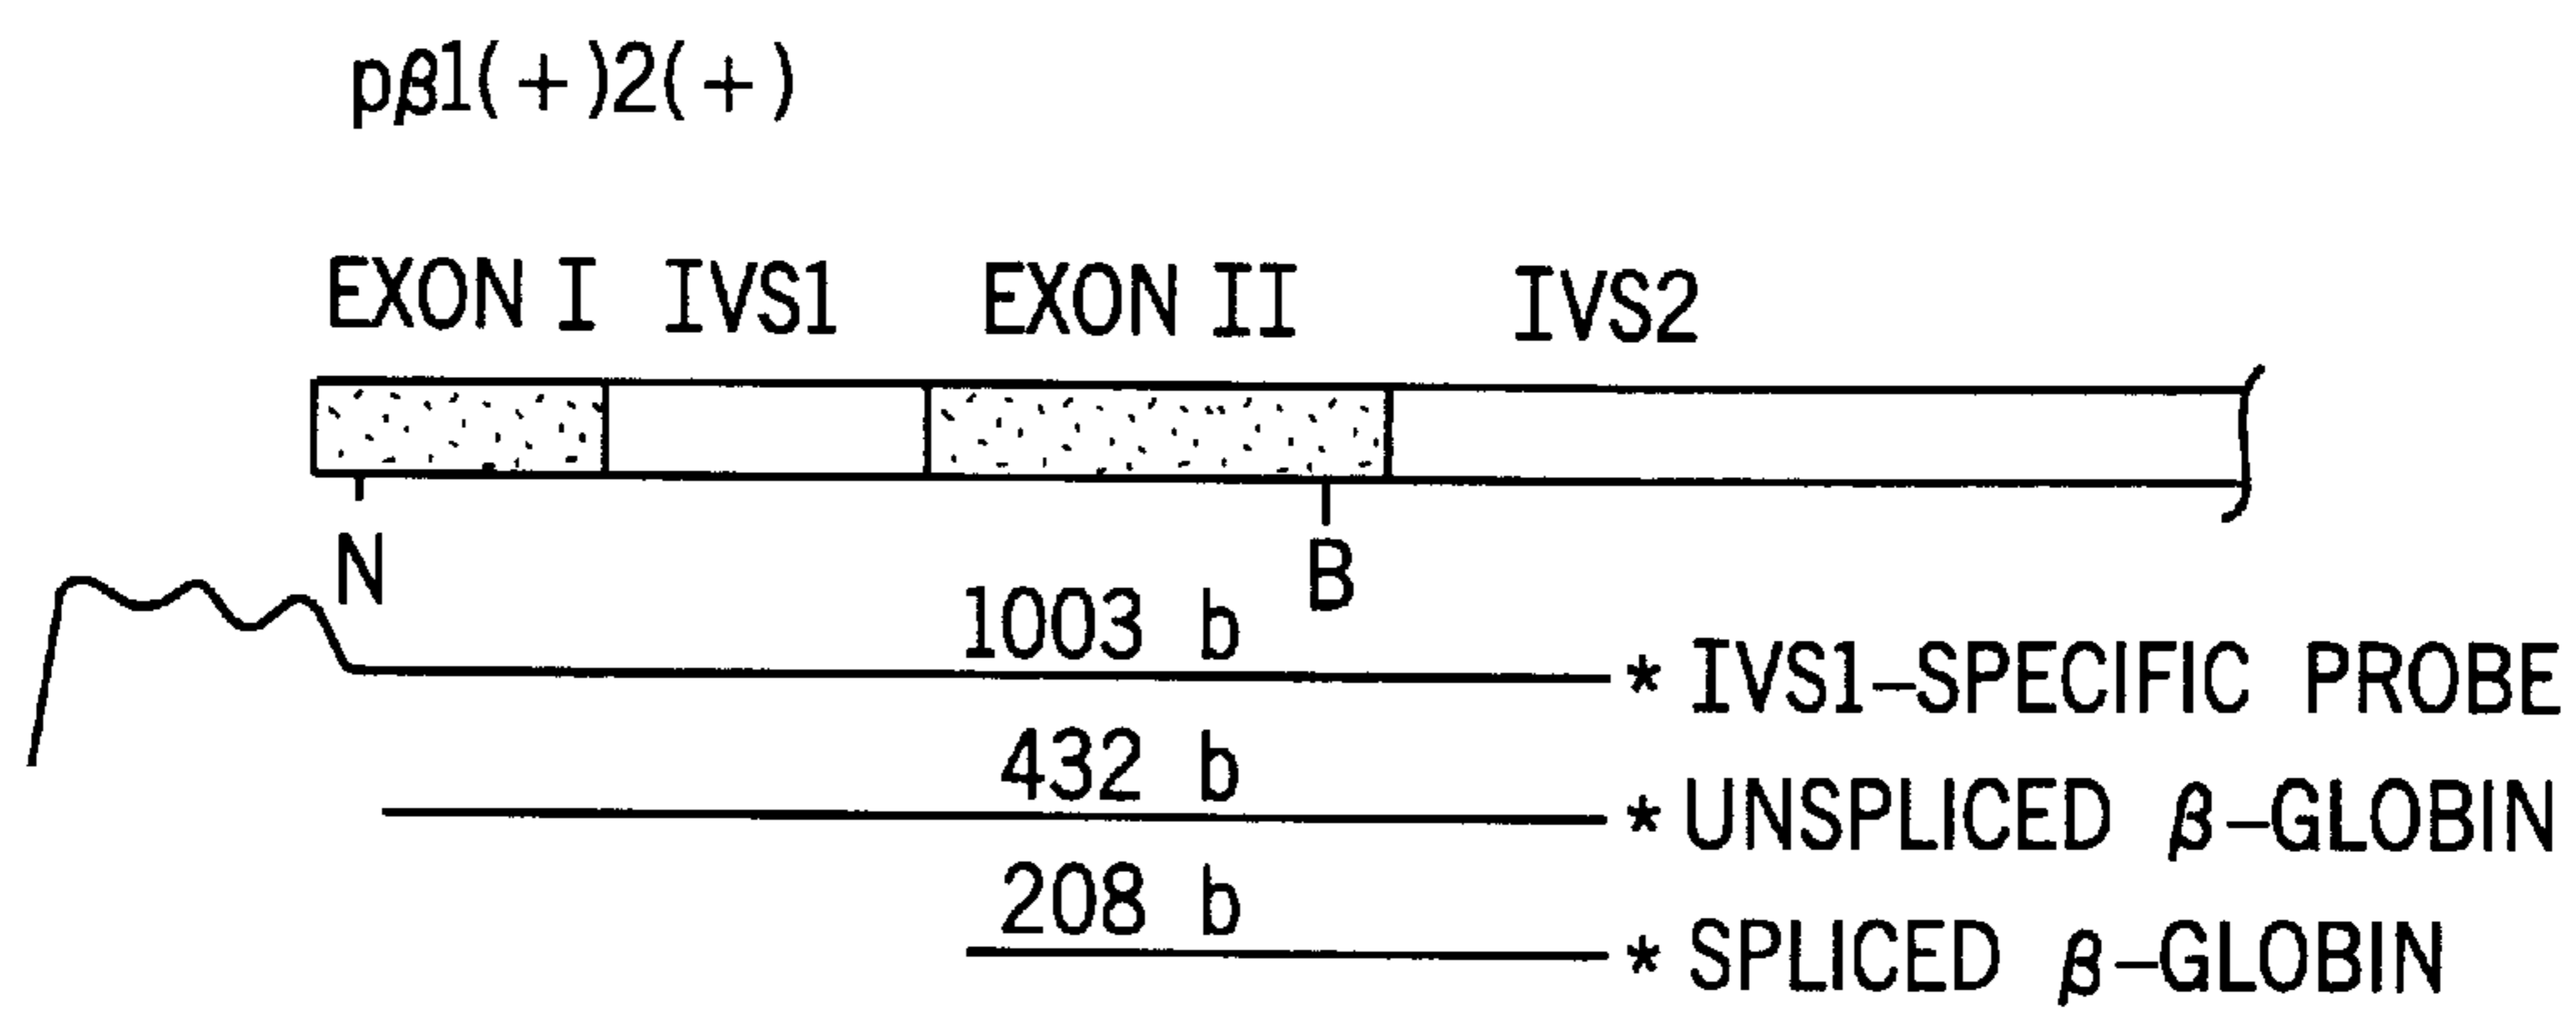 pβ1(+)2(+)
EXON I IVS1 EXON II IVS2
N
B
1003 b
* IVS1-SPECIFIC PROBE
432 b
* UNSPLICED β-GLOBIN
208 b
* SPLICED β-GLOBIN